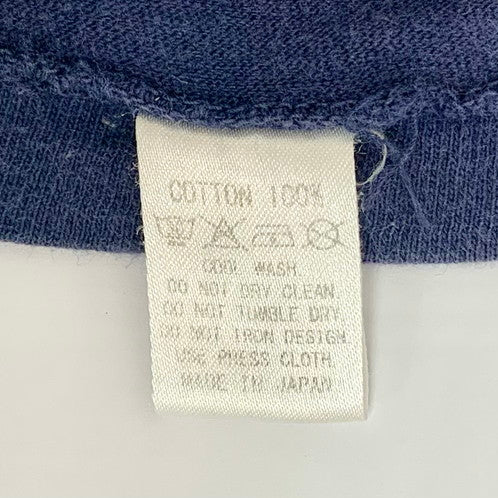 COTTON 100%
COOL WASH.
DO NOT DRY CLEAN.
DO NOT TUMBLE DRY.
DO NOT IRON DESIGN
USE PRESS CLOTH.
MADE IN JAPAN